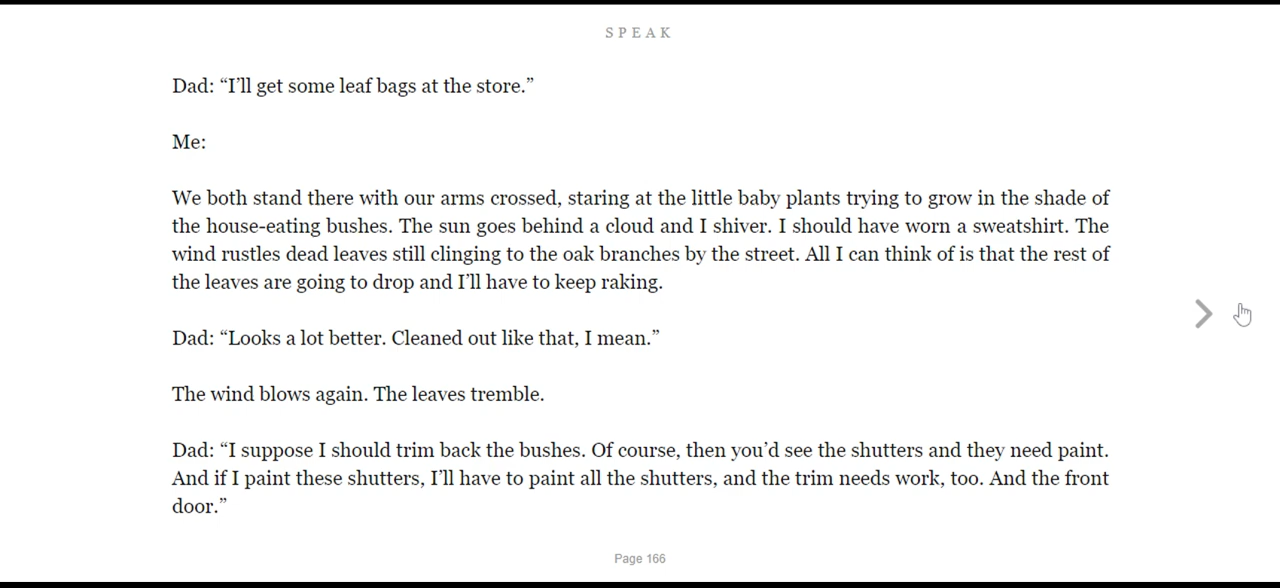 SPEAK
Dad: “I’ll get some leaf bags at the store.”
Me:
We both stand there with our arms crossed, staring at the little baby plants trying to grow in the shade of
the house-eating bushes. The sun goes behind a cloud and I shiver. I should have worn a sweatshirt. The
wind rustles dead leaves still clinging to the oak branches by the street. All I can think of is that the rest of
the leaves are going to drop and I’ll have to keep raking.
Dad: “Looks a lot better. Cleaned out like that, I mean.”
The wind blows again. The leaves tremble.
Dad: “I suppose I should trim back the bushes. Of course, then you’d see the shutters and they need paint.
And if I paint these shutters, I’ll have to paint all the shutters, and the trim needs work, too. And the front
door.”
Page 166